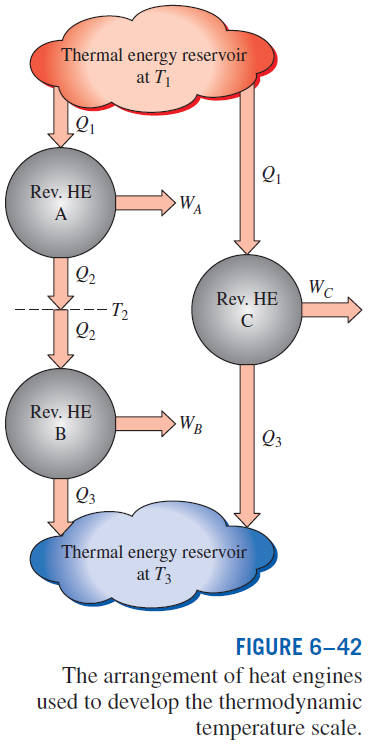 Thermal energy reservoir
at T1
Q1
Q1
Rev. HE
A
WA
Q2
T2
Q2
Rev. HE
C
WC
Rev. HE
B
WB
Q3
Q3
Thermal energy reservoir
at T3
FIGURE 6–42
The arrangement of heat engines
used to develop the thermodynamic
temperature scale.